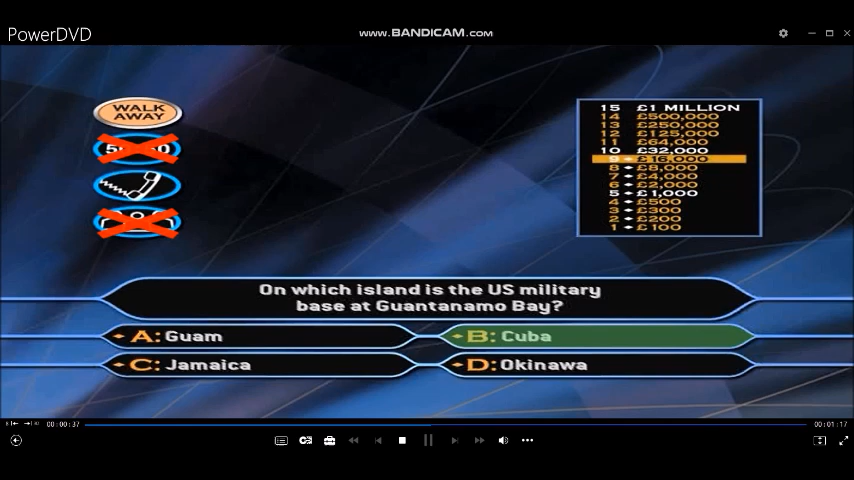 PowerDVD
www.BANDICAM.com
WALK
AWAY
15 £1 MILLION
14 £500,000
13 £250,000
12 £125,000
11 £64,000
10 £32,000
9 £16,000
8 £8,000
7 £4,000
6 £2,000
5 £1,000
4 £500
3 £300
2 £200
1 £100
On which island is the US military
base at Guantanamo Bay?
A: Guam
B: Cuba
C: Jamaica
D: Okinawa
00:00:37
00:01:17